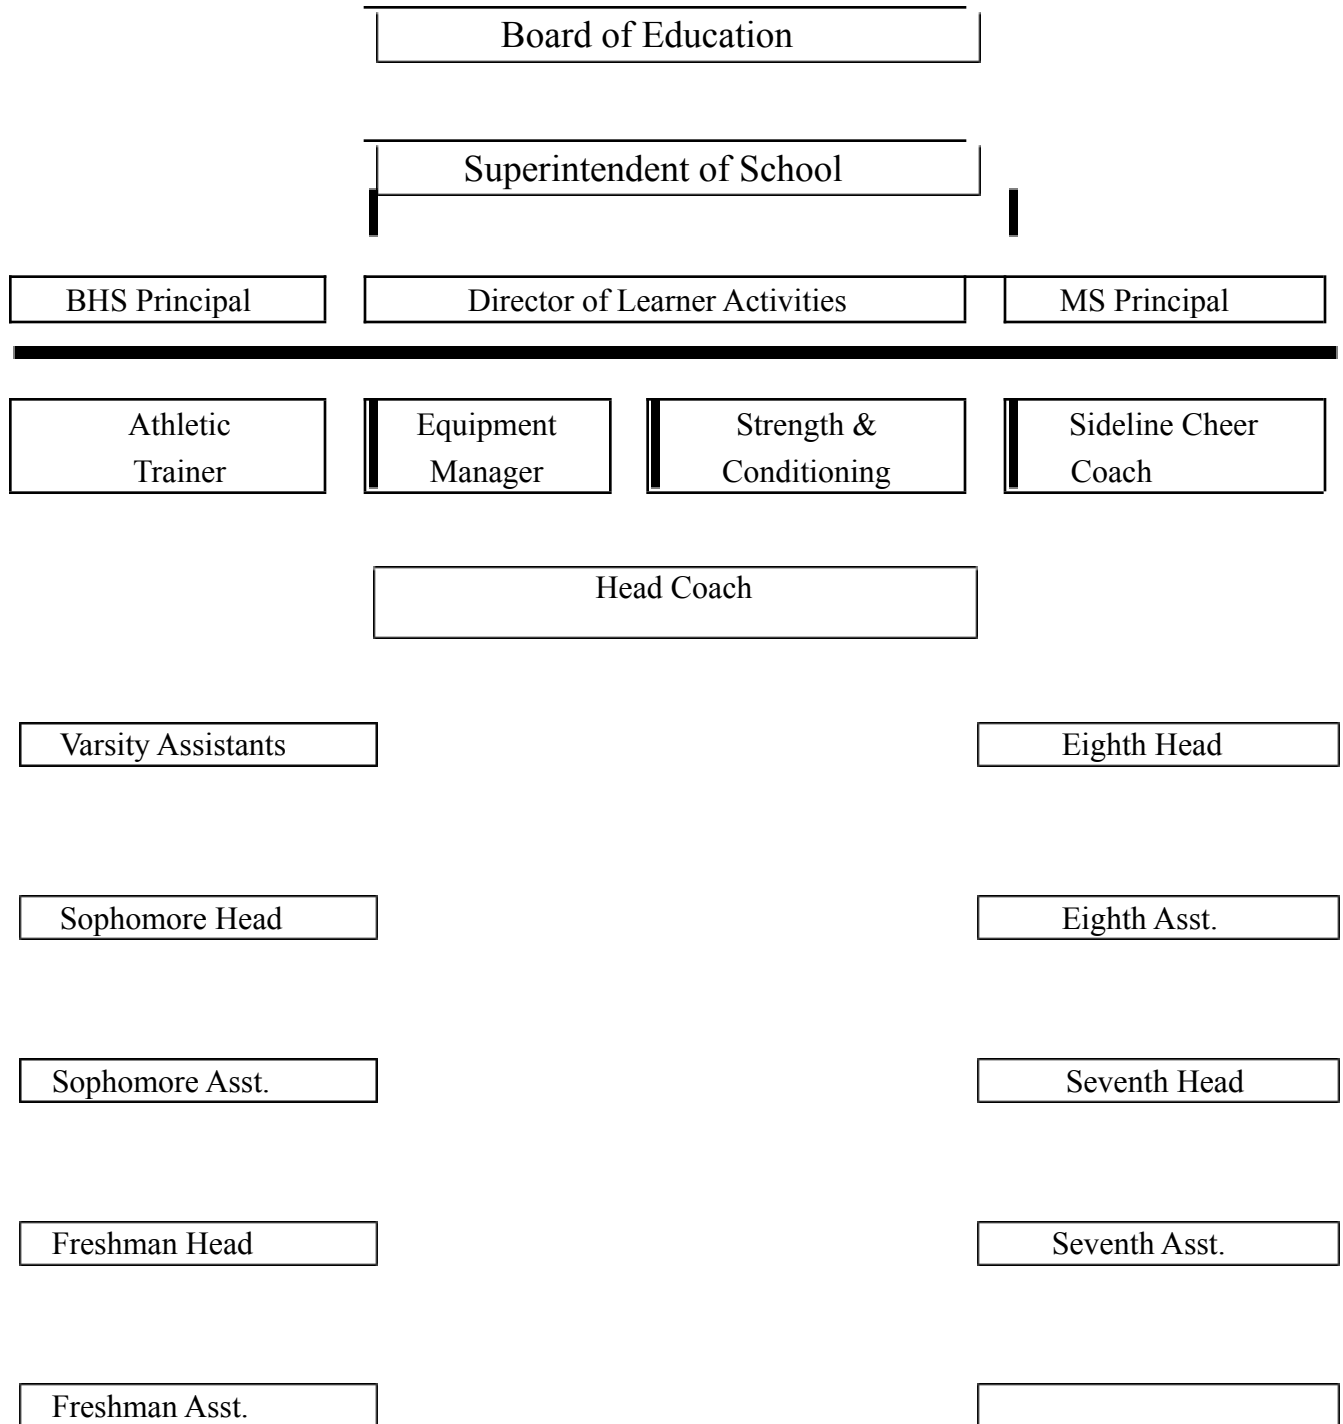 Board of Education
Superintendent of School
BHS Principal
Director of Learner Activities
MS Principal
Athletic
Trainer
Equipment
Manager
Strength &
Conditioning
Sideline Cheer
Coach
Head Coach
Varsity Assistants
Eighth Head
Sophomore Head
Eighth Asst.
Sophomore Asst.
Seventh Head
Freshman Head
Seventh Asst.
Freshman Asst.